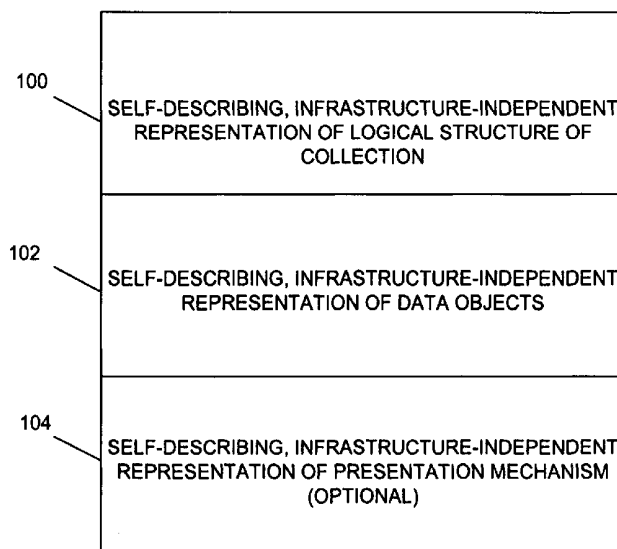 100
SELF-DESCRIBING, INFRASTRUCTURE-INDEPENDENT
REPRESENTATION OF LOGICAL STRUCTURE OF
COLLECTION
102
SELF-DESCRIBING, INFRASTRUCTURE-INDEPENDENT
REPRESENTATION OF DATA OBJECTS
104
SELF-DESCRIBING, INFRASTRUCTURE-INDEPENDENT
REPRESENTATION OF PRESENTATION MECHANISM
(OPTIONAL)